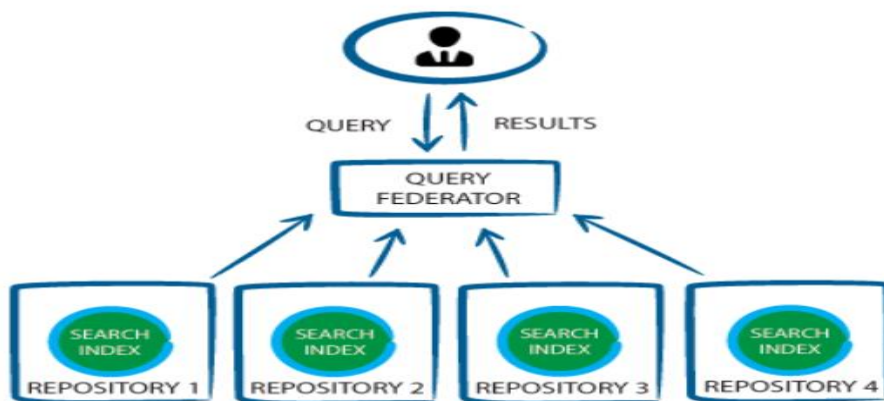 QUERY
RESULTS
QUERY
FEDERATOR
SEARCH
INDEX
REPOSITORY 1
SEARCH
INDEX
REPOSITORY 2
SEARCH
INDEX
REPOSITORY 3
SEARCH
INDEX
REPOSITORY 4